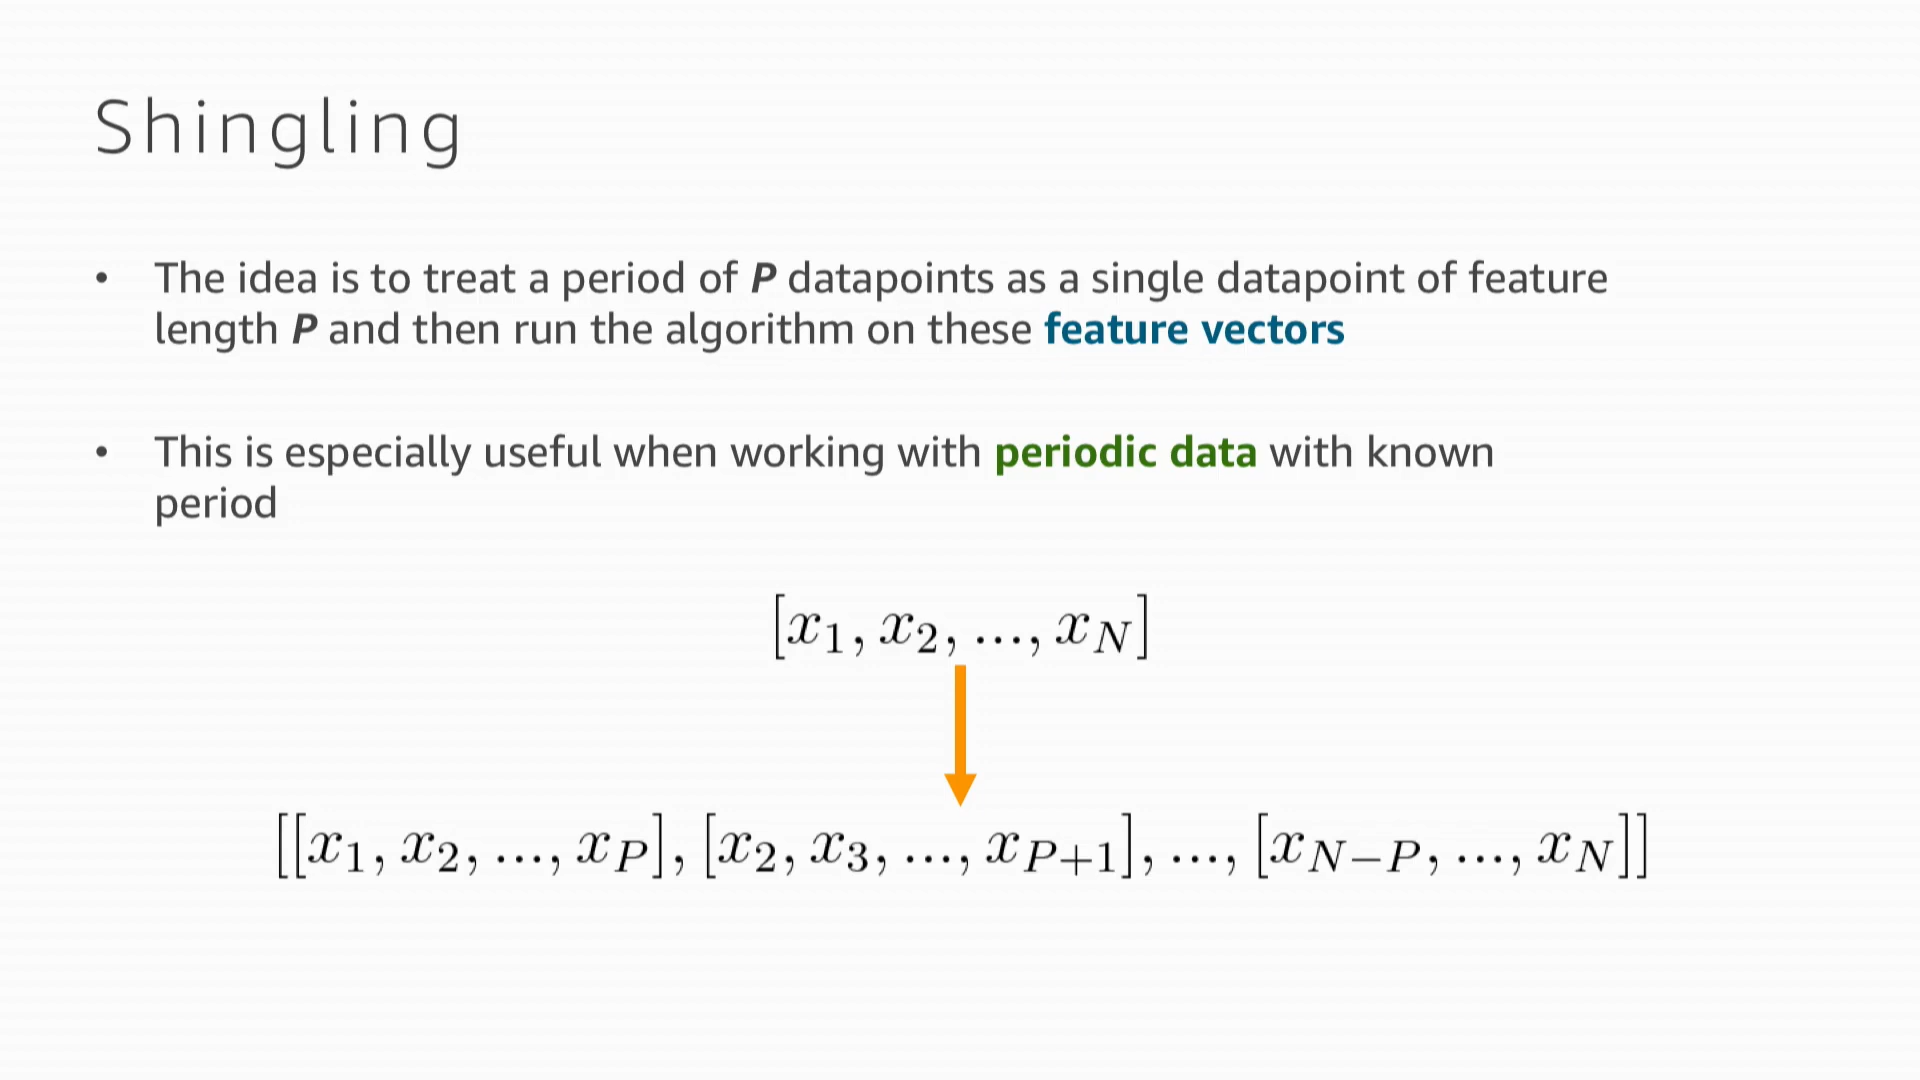 Shingling
• The idea is to treat a period of P datapoints as a single datapoint of feature
length P and then run the algorithm on these feature vectors
• This is especially useful when working with periodic data with known
period
[x₁, x₂, ..., x_N]
[[x₁, x₂, ..., x_P], [x₂, x₃, ..., x_{P+1}], ..., [x_{N−P}, ..., x_N]]